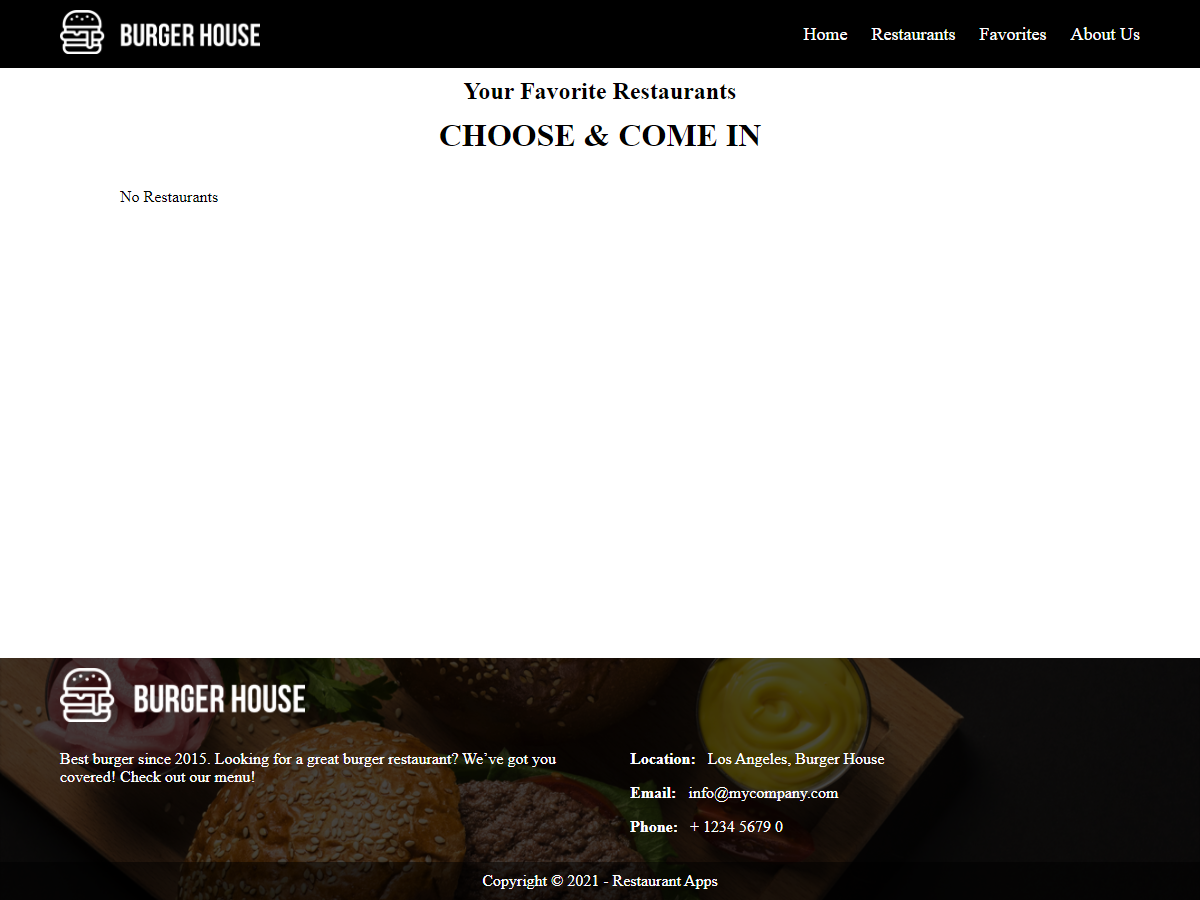 BURGER HOUSE
Home Restaurants Favorites About Us
Your Favorite Restaurants
CHOOSE & COME IN
No Restaurants
BURGER HOUSE
Best burger since 2015. Looking for a great burger restaurant? We’ve got you
covered! Check out our menu!
Location: Los Angeles, Burger House
Email: info@mycompany.com
Phone: + 1234 5679 0
Copyright © 2021 - Restaurant Apps